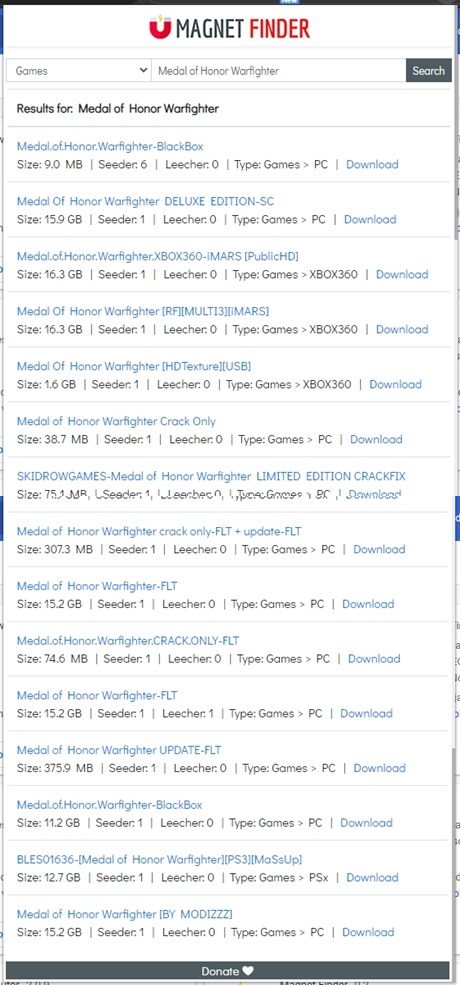 New
MAGNET FINDER
Games Medal of Honor Warfighter Search
Results for: Medal of Honor Warfighter
Medal.of.Honor.Warfighter-BlackBox
Size: 9.0 MB | Seeder: 6 | Leecher: 0 | Type: Games > PC | Download
Medal Of Honor Warfighter DELUXE EDITION-SC
Size: 15.9 GB | Seeder: 1 | Leecher: 0 | Type: Games > PC | Download
Medal.of.Honor.Warfighter.XBOX360-iMARS [PublicHD]
Size: 16.3 GB | Seeder: 1 | Leecher: 0 | Type: Games > XBOX360 | Download
Medal Of Honor Warfighter [RF][MULTI3][iMARS]
Size: 16.3 GB | Seeder: 1 | Leecher: 0 | Type: Games > XBOX360 | Download
Medal Of Honor Warfighter [HDTexture][USB]
Size: 1.6 GB | Seeder: 1 | Leecher: 0 | Type: Games > XBOX360 | Download
Medal of Honor Warfighter Crack Only
Size: 38.7 MB | Seeder: 1 | Leecher: 0 | Type: Games > PC | Download
SKIDROWGAMES-Medal of Honor Warfighter LIMITED EDITION CRACKFIX
Size: 75.1 MB | Seeder: 1 | Leecher: 0 | Type: Games > PC | Download
Medal of Honor Warfighter crack only-FLT + update-FLT
Size: 307.3 MB | Seeder: 1 | Leecher: 0 | Type: Games > PC | Download
Medal of Honor Warfighter-FLT
Size: 15.2 GB | Seeder: 1 | Leecher: 0 | Type: Games > PC | Download
Medal.of.Honor.Warfighter.CRACK.ONLY-FLT
Size: 74.6 MB | Seeder: 1 | Leecher: 0 | Type: Games > PC | Download
Medal of Honor Warfighter-FLT
Size: 15.2 GB | Seeder: 1 | Leecher: 1 | Type: Games > PC | Download
Medal of Honor Warfighter UPDATE-FLT
Size: 375.9 MB | Seeder: 1 | Leecher: 0 | Type: Games > PC | Download
Medal.of.Honor.Warfighter-BlackBox
Size: 11.2 GB | Seeder: 1 | Leecher: 0 | Type: Games > PC | Download
BLES01636-[Medal of Honor Warfighter][PS3][MaSsUp]
Size: 12.7 GB | Seeder: 1 | Leecher: 0 | Type: Games > PSx | Download
Medal of Honor Warfighter [BY MODIZZZ]
Size: 15.2 GB | Seeder: 1 | Leecher: 0 | Type: Games > PC | Download
Donate